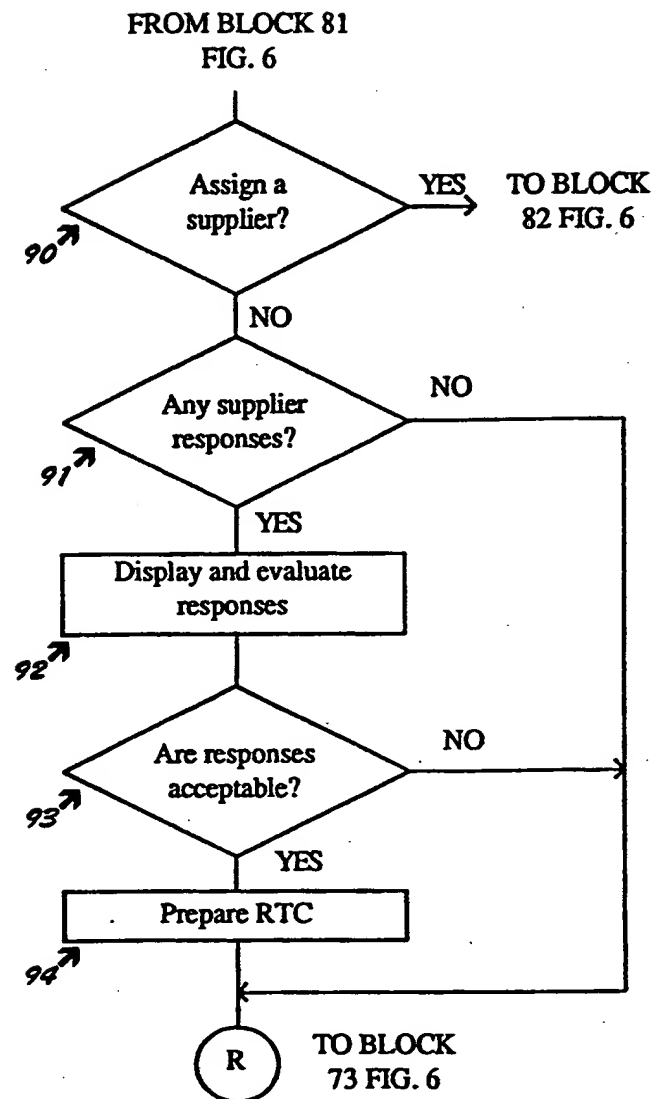 FROM BLOCK 81
FIG. 6
Assign a
supplier?
YES
TO BLOCK
82 FIG. 6
90
NO
Any supplier
responses?
NO
91
YES
Display and evaluate
responses
92
Are responses
acceptable?
NO
93
YES
Prepare RTC
94
R
TO BLOCK
73 FIG. 6